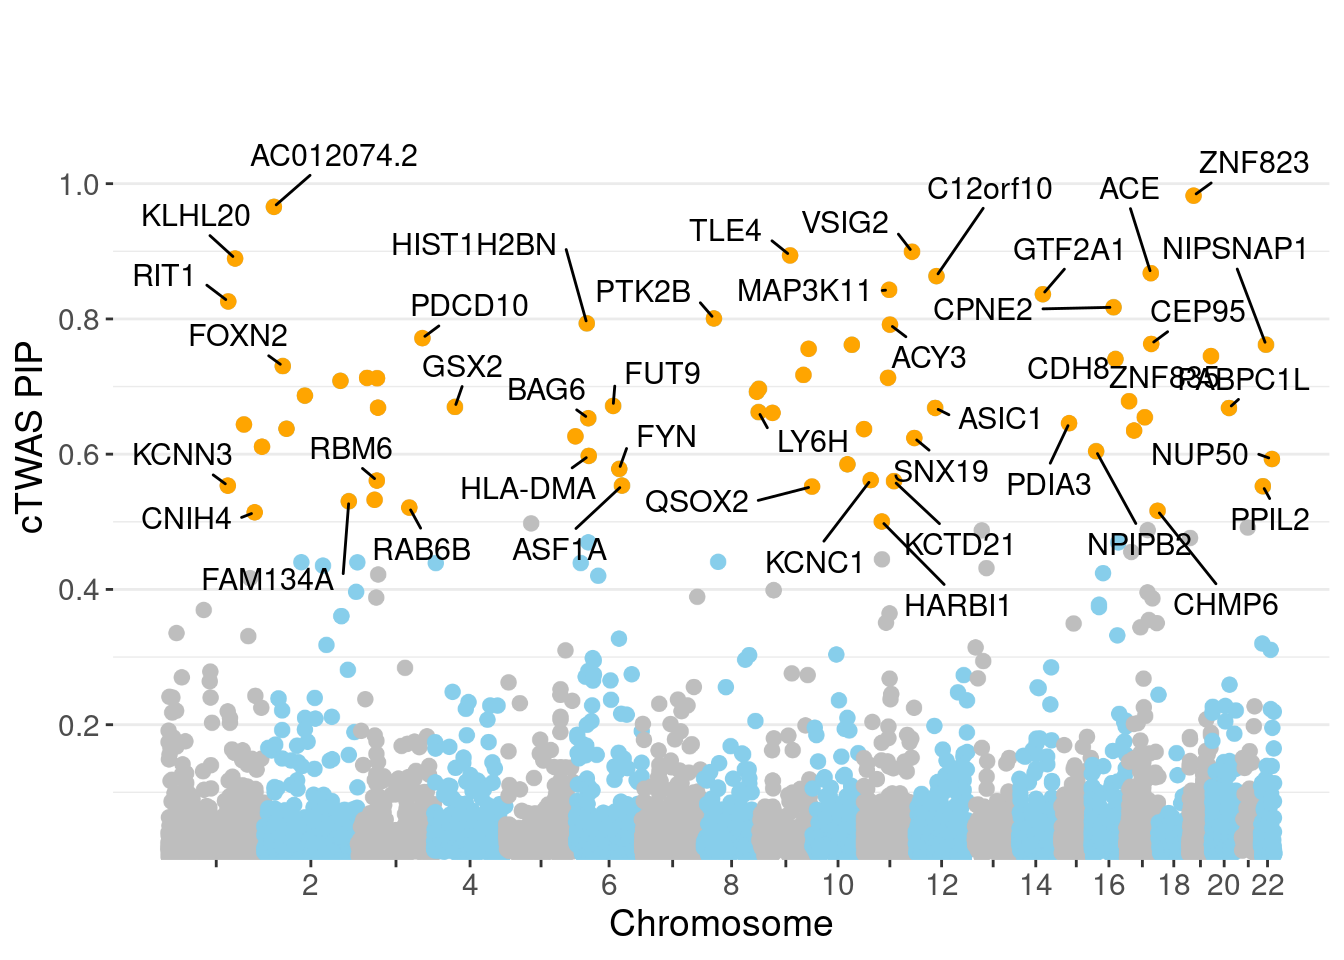 AC012074.2
ZNF823
1.0
C12orf10
ACE
KLHL20
VSIG2
TLE4
HIST1H2BN
GTF2A1
NIPSNAP1
RIT1
PTK2B
MAP3K11
PDCD10
CPNE2
CEP95
0.8
FOXN2
ACY3
GSX2
FUT9
CDH8
ZNF835
PABPC1L
BAG6
ASIC1
FYN
LY6H
RBM6
KCNN3
0.6
NUP50
SNX19
PDIA3
HLA-DMA
QSOX2
CNIH4
PPIL2
RAB6B
ASF1A
KCTD21
NPIPB2
KCNC1
FAM134A
0.4
HARBI1
CHMP6
0.2
cTWAS PIP
2 4 6 8 10 12 14 16 18 20 22
Chromosome